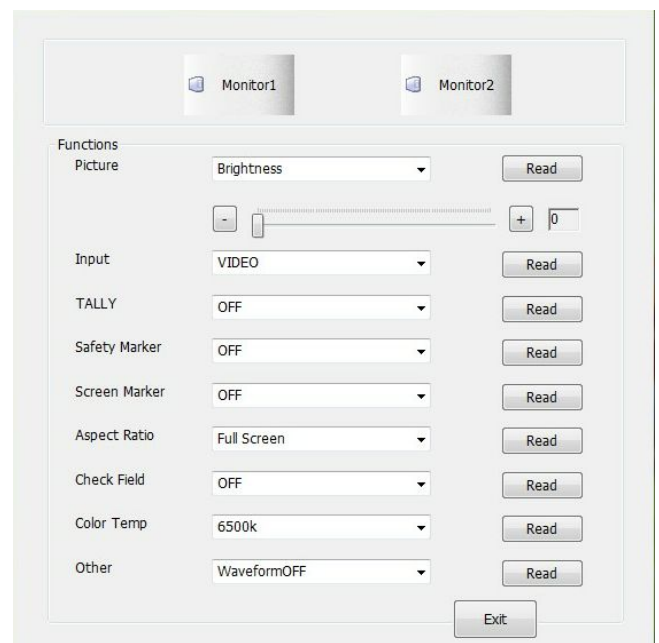 Monitor1 Monitor2
Functions
Picture Brightness Read
- + 0
Input VIDEO Read
TALLY OFF Read
Safety Marker OFF Read
Screen Marker OFF Read
Aspect Ratio Full Screen Read
Check Field OFF Read
Color Temp 6500k Read
Other WaveformOFF Read
Exit